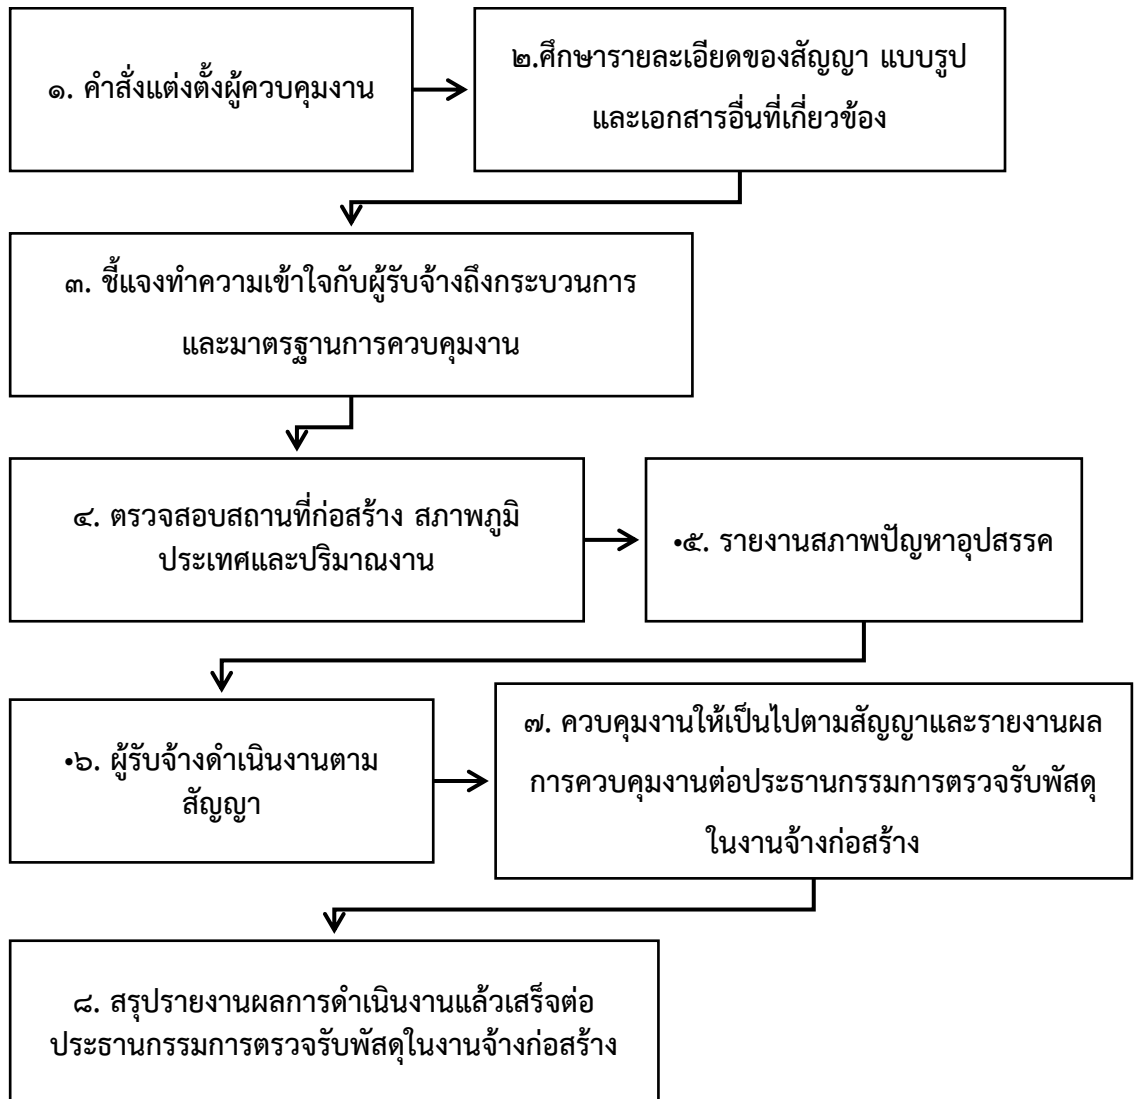 ๑. คำสั่งแต่งตั้งผู้ควบคุมงาน
๒.ศึกษารายละเอียดของสัญญา แบบรูป
และเอกสารอื่นที่เกี่ยวข้อง
๓. ชี้แจงทำความเข้าใจกับผู้รับจ้างถึงกระบวนการ
และมาตรฐานการควบคุมงาน
๔. ตรวจสอบสถานที่ก่อสร้าง สภาพภูมิ
ประเทศและปริมาณงาน
•๕. รายงานสภาพปัญหาอุปสรรค
•๖. ผู้รับจ้างดำเนินงานตาม
สัญญา
๗. ควบคุมงานให้เป็นไปตามสัญญาและรายงานผล
การควบคุมงานต่อประธานกรรมการตรวจรับพัสดุ
ในงานจ้างก่อสร้าง
๘. สรุปรายงานผลการดำเนินงานแล้วเสร็จต่อ
ประธานกรรมการตรวจรับพัสดุในงานจ้างก่อสร้าง